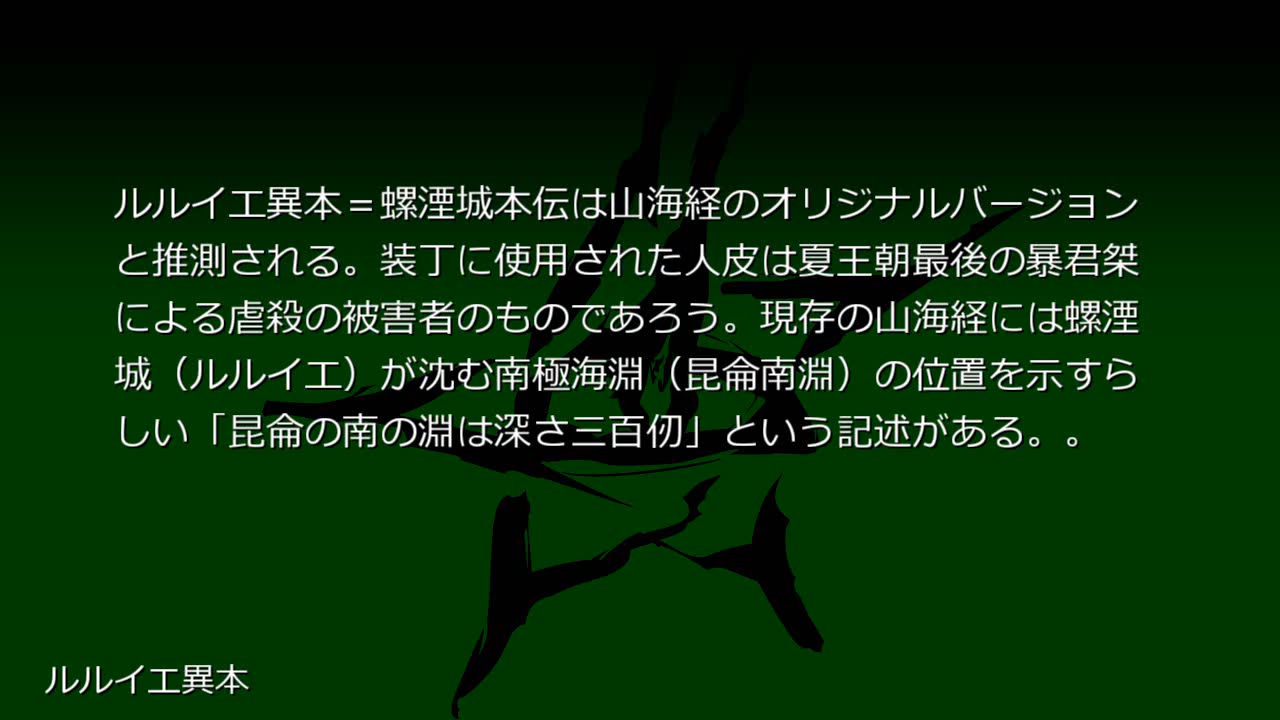 ルルイエ異本＝螺湮城本伝は山海経のオリジナルバージョン
と推測される。装丁に使用された人皮は夏王朝最後の暴君桀
による虐殺の被害者のものであろう。現存の山海経には螺湮
城（ルルイエ）が沈む南極海淵（昆侖南淵）の位置を示すら
しい「昆侖の南の淵は深さ三百仞」という記述がある。。
ルルイエ異本